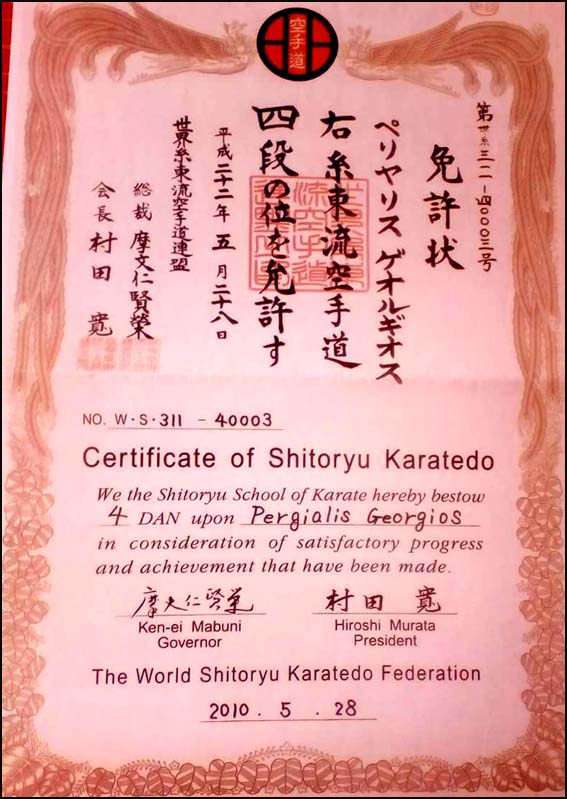 空手道
第世糸三一一-四〇〇〇三号
免許状
ペリヤリス ゲオルギオス
右糸東流空手道
四段の位を允許す
平成二十二年 五月二十八日
世界糸東流空手道連盟
総裁 摩文仁賢榮
会長 村田 寛
NO. W・S・311 - 40003
Certificate of Shitoryu Karatedo
We the Shitoryu School of Karate hereby bestow
4 DAN upon Pergialis Georgios
in consideration of satisfactory progress
and achievement that have been made.
摩文仁賢榮 村田 寛
Ken-ei Mabuni Hiroshi Murata
Governor President
The World Shitoryu Karatedo Federation
2010. 5. 28